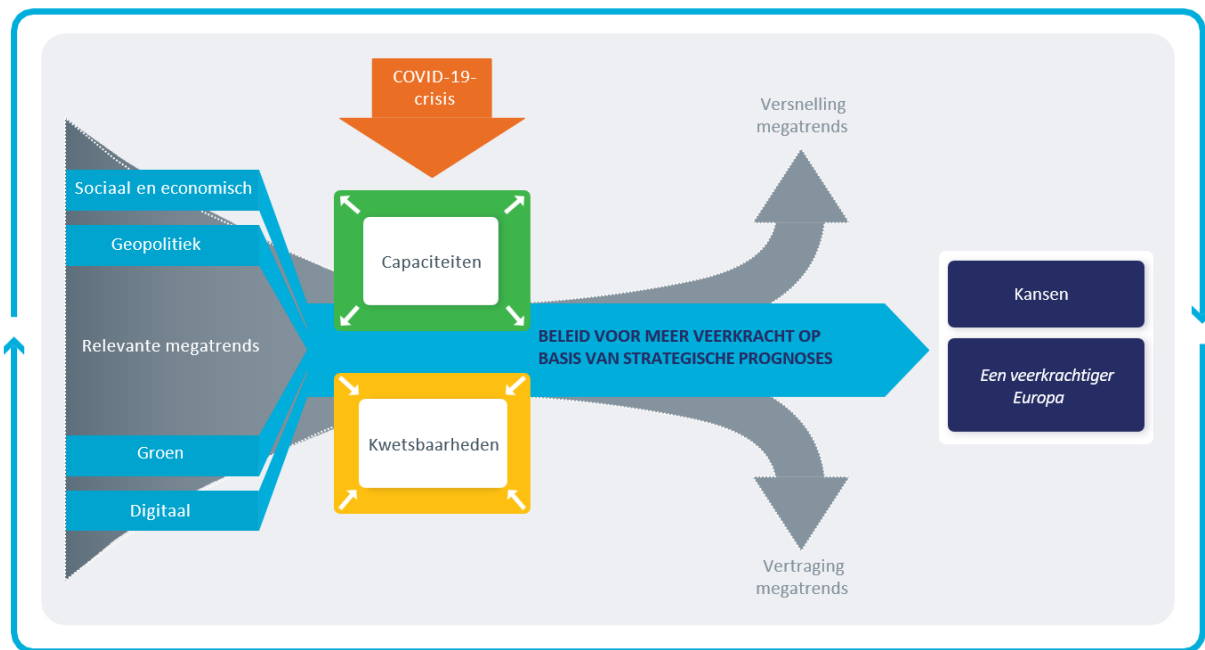 COVID-19-
crisis
Versnelling
megatrends
Sociaal en economisch
Geopolitiek
Relevante megatrends
Groen
Digitaal
Capaciteiten
Kwetsbaarheden
BELEID VOOR MEER VEERKRACHT OP
BASIS VAN STRATEGISCHE PROGNOSES
Kansen
Een veerkrachtiger
Europa
Vertraging
megatrends